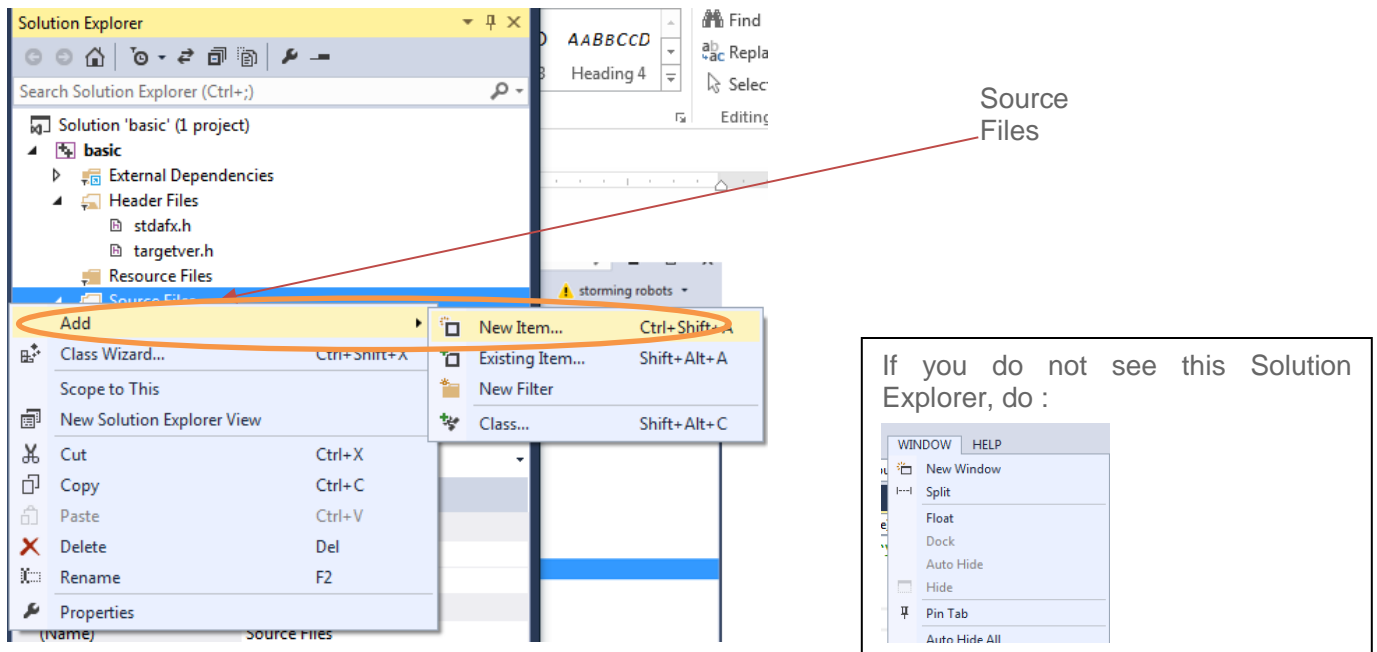 Solution Explorer
Search Solution Explorer (Ctrl+;)
Solution 'basic' (1 project)
basic
External Dependencies
Header Files
stdafx.h
targetver.h
Resource Files
Source Files
Add
Class Wizard... Ctrl+Shift+X
Scope to This
New Solution Explorer View
Cut Ctrl+X
Copy Ctrl+C
Paste Ctrl+V
Delete Del
Rename F2
Properties
(Name) Source Files
New Item... Ctrl+Shift+A
Existing Item... Shift+Alt+A
New Filter
Class... Shift+Alt+C
AABBCCD
Heading 4
Find
Editing
storming robots
Source
Files
If you do not see this Solution
Explorer, do :
WINDOW HELP
New Window
Split
Float
Dock
Auto Hide
Hide
Pin Tab
Auto Hide All